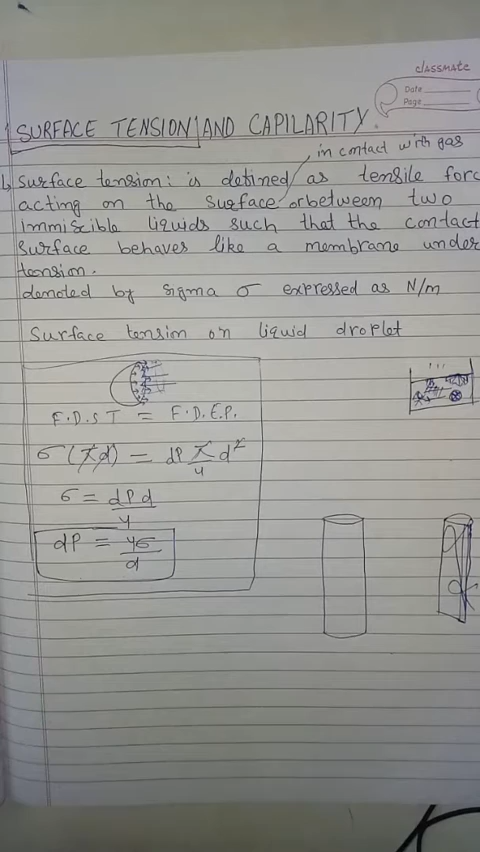 classmate
Date
Page
SURFACE TENSION AND CAPILARITY.
in contact with gas
Surface tension: is defined as tensile forc
acting on the surface or between two
immiscible liquids such that the contact
surface behaves like a membrane under
tension.
denoted by sigma σ expressed as N/m
Surface tension on liquid droplet
F.D.S T = F.D.E.P.
σ(πd) = dP π/4 d²
σ = dPd/4
dP = 4σ/d